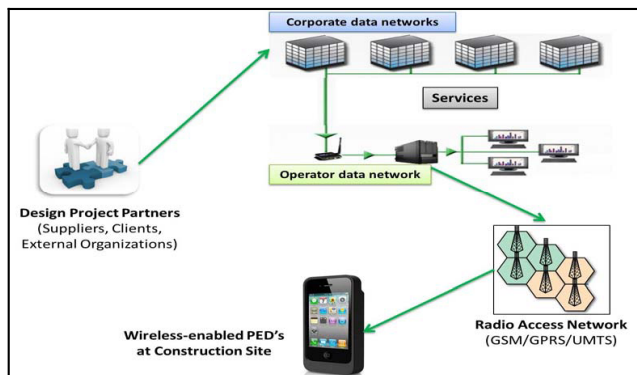 Corporate data networks
Services
Operator data network
Design Project Partners
(Suppliers, Clients,
External Organizations)
Radio Access Network
(GSM/GPRS/UMTS)
Wireless-enabled PED's
at Construction Site